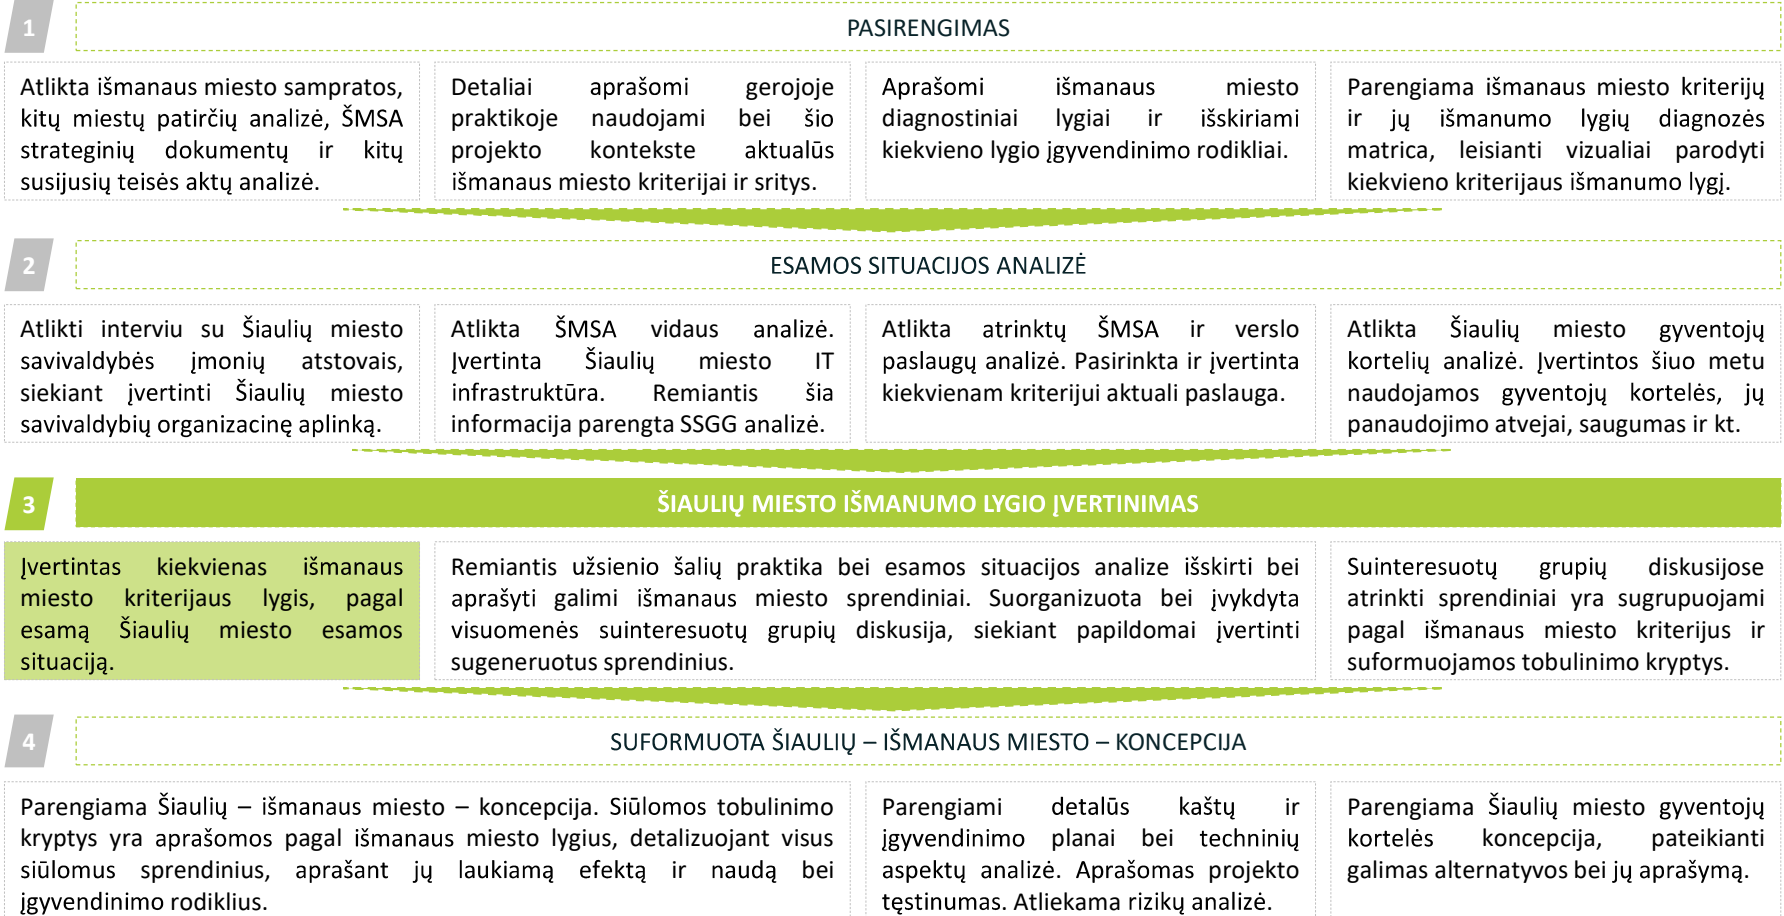 1
PASIRENGIMAS
Atlikta išmanaus miesto sampratos,
kitų miestų patirčių analizė, ŠMSA
strateginių dokumentų ir kitų
susijusių teisės aktų analizė.
Detaliai aprašomi gerojoje
praktikoje naudojami bei šio
projekto kontekste aktualūs
išmanaus miesto kriterijai ir sritys.
Aprašomi išmanaus miesto
diagnostiniai lygiai ir išskiriami
kiekvieno lygio įgyvendinimo rodikliai.
Parengiama išmanaus miesto kriterijų
ir jų išmanumo lygių diagnozės
matrica, leisianti vizualiai parodyti
kiekvieno kriterijaus išmanumo lygį.
2
ESAMOS SITUACIJOS ANALIZĖ
Atlikti interviu su Šiaulių miesto
savivaldybės įmonių atstovais,
siekiant įvertinti Šiaulių miesto
savivaldybių organizacinę aplinką.
Atlikta ŠMSA vidaus analizė.
Įvertinta Šiaulių miesto IT
infrastruktūra. Remiantis šia
informacija parengta SSGG analizė.
Atlikta atrinktų ŠMSA ir verslo
paslaugų analizė. Pasirinkta ir įvertinta
kiekvienam kriterijui aktuali paslauga.
Atlikta Šiaulių miesto gyventojų
kortelių analizė. Įvertintos šiuo metu
naudojamos gyventojų kortelės, jų
panaudojimo atvejai, saugumas ir kt.
3
ŠIAULIŲ MIESTO IŠMANUMO LYGIO ĮVERTINIMAS
Įvertintas kiekvienas išmanaus
miesto kriterijaus lygis, pagal
esamą Šiaulių miesto esamos
situaciją.
Remiantis užsienio šalių praktika bei esamos situacijos analize išskirti bei
aprašyti galimi išmanaus miesto sprendiniai. Suorganizuota bei įvykdyta
visuomenės suinteresuotų grupių diskusija, siekiant papildomai įvertinti
sugeneruotus sprendinius.
Suinteresuotų grupių diskusijose
atrinkti sprendiniai yra sugrupuojami
pagal išmanaus miesto kriterijus ir
suformuojamos tobulinimo kryptys.
4
SUFORMUOTA ŠIAULIŲ – IŠMANAUS MIESTO – KONCEPCIJA
Parengiama Šiaulių – išmanaus miesto – koncepcija. Siūlomos tobulinimo
kryptys yra aprašomos pagal išmanaus miesto lygius, detalizuojant visus
siūlomus sprendinius, aprašant jų laukiamą efektą ir naudą bei
įgyvendinimo rodiklius.
Parengiami detalūs kaštų ir
įgyvendinimo planai bei techninių
aspektų analizė. Aprašomas projekto
tęstinumas. Atliekama rizikų analizė.
Parengiama Šiaulių miesto gyventojų
kortelės koncepcija, pateikianti
galimas alternatyvos bei jų aprašymą.